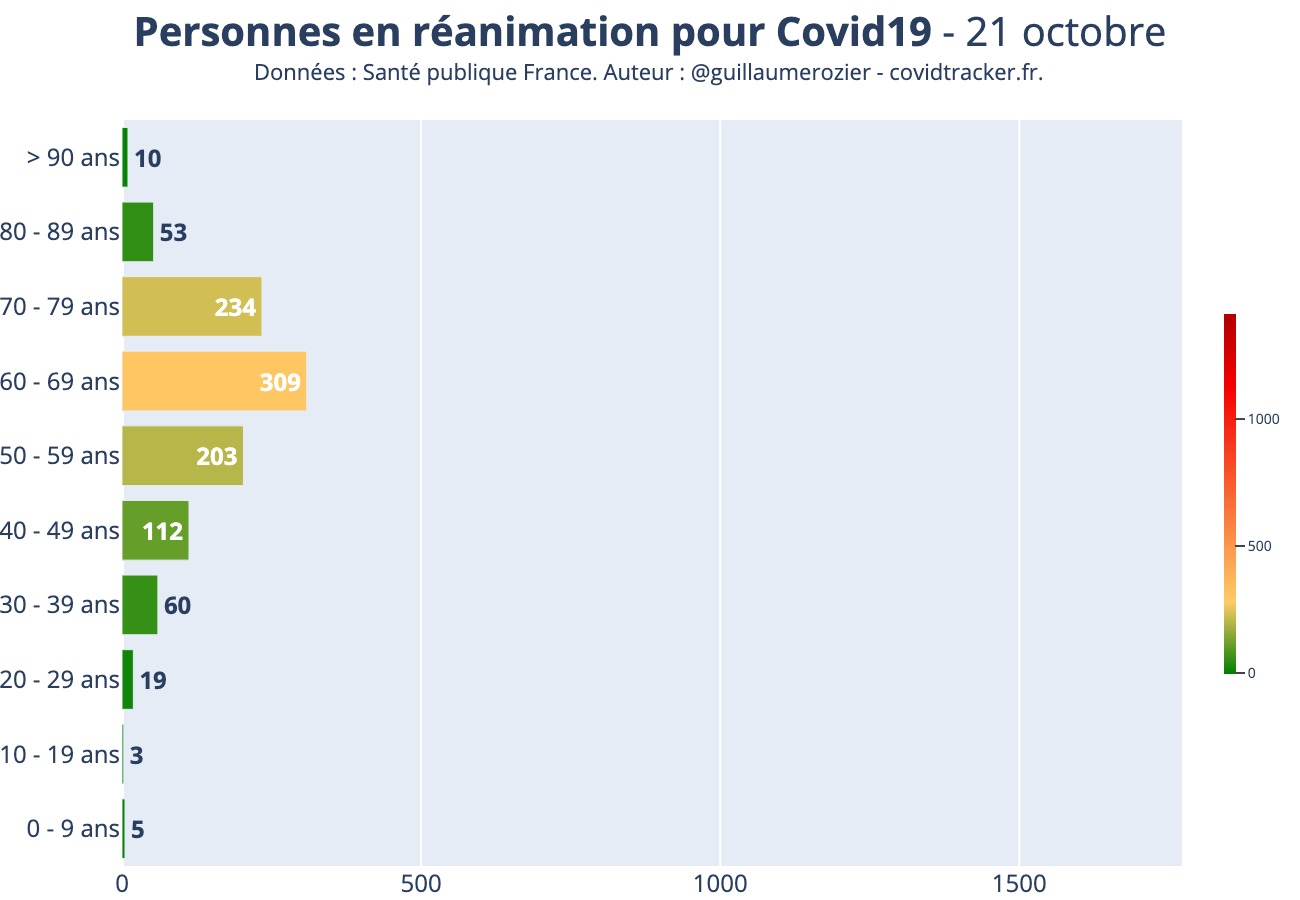 Personnes en réanimation pour Covid19 - 21 octobre
Données : Santé publique France. Auteur : @guillaumerozier - covidtracker.fr.
> 90 ans 10
80 - 89 ans 53
70 - 79 ans 234
60 - 69 ans 309
50 - 59 ans 203
40 - 49 ans 112
30 - 39 ans 60
20 - 29 ans 19
10 - 19 ans 3
0 - 9 ans 5
0 500 1000 1500
1000
500
0